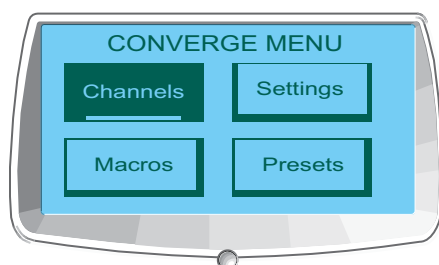 CONVERGE MENU
Channels
Settings
Macros
Presets